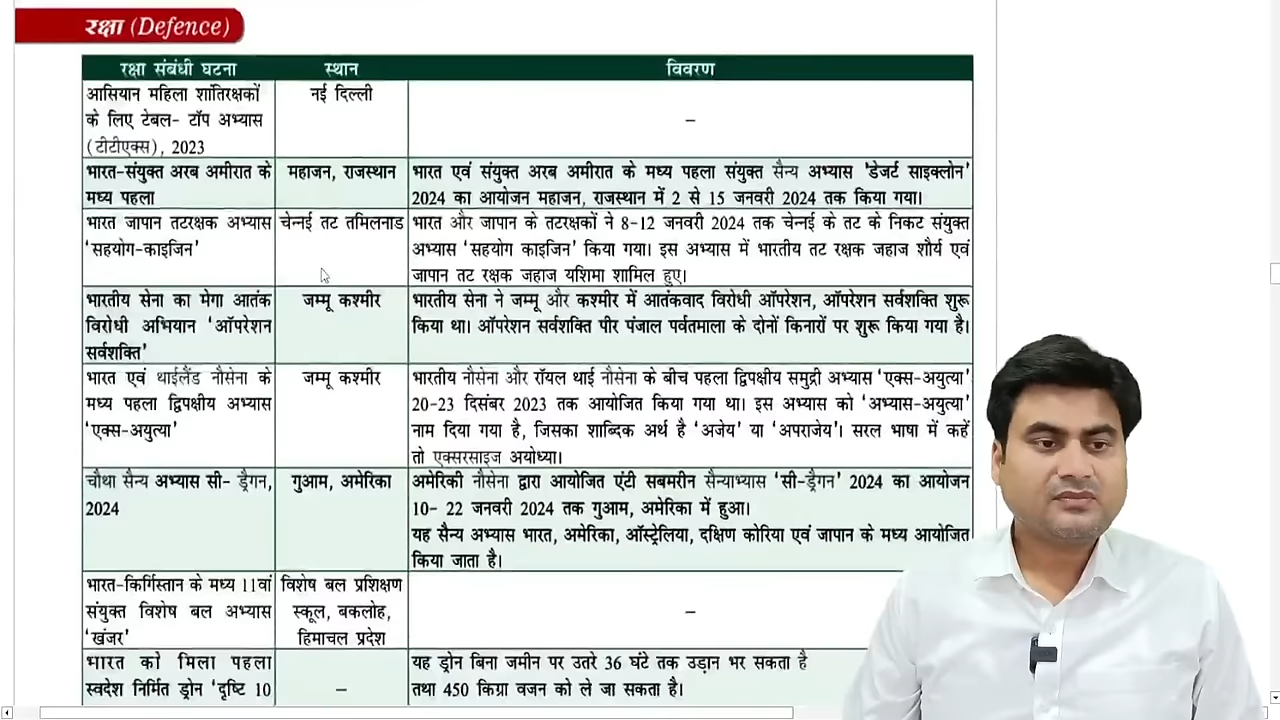 रक्षा (Defence)
रक्षा संबंधी घटना स्थान विवरण
आसियान महिला शांतिरक्षकों
के लिए टेबल- टॉप अभ्यास
(टीटीएक्स), 2023
नई दिल्ली
–
भारत-संयुक्त अरब अमीरात के
मध्य पहला
महाजन, राजस्थान
भारत एवं संयुक्त अरब अमीरात के मध्य पहला संयुक्त सैन्य अभ्यास 'डेजर्ट साइक्लोन'
2024 का आयोजन महाजन, राजस्थान में 2 से 15 जनवरी 2024 तक किया गया।
भारत जापान तटरक्षक अभ्यास
'सहयोग-काइजिन'
चेन्नई तट तमिलनाड
भारत और जापान के तटरक्षकों ने 8-12 जनवरी 2024 तक चेन्नई के तट के निकट संयुक्त
अभ्यास 'सहयोग काइजिन' किया गया। इस अभ्यास में भारतीय तट रक्षक जहाज शौर्य एवं
जापान तट रक्षक जहाज यशिमा शामिल हुए।
भारतीय सेना का मेगा आतंक
विरोधी अभियान 'ऑपरेशन
सर्वशक्ति'
जम्मू कश्मीर
भारतीय सेना ने जम्मू और कश्मीर में आतंकवाद विरोधी ऑपरेशन, ऑपरेशन सर्वशक्ति शुरू
किया था। ऑपरेशन सर्वशक्ति पीर पंजाल पर्वतमाला के दोनों किनारों पर शुरू किया गया है।
भारत एवं थाईलैंड नौसेना के
मध्य पहला द्विपक्षीय अभ्यास
'एक्स-अयुत्या'
जम्मू कश्मीर
भारतीय नौसेना और रॉयल थाई नौसेना के बीच पहला द्विपक्षीय समुद्री अभ्यास 'एक्स-अयुत्या'
20-23 दिसंबर 2023 तक आयोजित किया गया था। इस अभ्यास को 'अभ्यास-अयुत्या'
नाम दिया गया है, जिसका शाब्दिक अर्थ है 'अजेय' या 'अपराजेय'। सरल भाषा में कहें
तो एक्सरसाइज अयोध्या।
चौथा सैन्य अभ्यास सी- ड्रैगन,
2024
गुआम, अमेरिका
अमेरिकी नौसेना द्वारा आयोजित एंटी सबमरीन सैन्याभ्यास 'सी-ड्रैगन' 2024 का आयोजन
10- 22 जनवरी 2024 तक गुआम, अमेरिका में हुआ।
यह सैन्य अभ्यास भारत, अमेरिका, ऑस्ट्रेलिया, दक्षिण कोरिया एवं जापान के मध्य आयोजित
किया जाता है।
भारत-किर्गिस्तान के मध्य 11वां
संयुक्त विशेष बल अभ्यास
'खंजर'
विशेष बल प्रशिक्षण
स्कूल, बकलोह,
हिमाचल प्रदेश
–
भारत को मिला पहला
स्वदेश निर्मित ड्रोन 'दृष्टि 10
–
यह ड्रोन बिना जमीन पर उतरे 36 घंटे तक उड़ान भर सकता है
तथा 450 किग्रा वजन को ले जा सकता है।